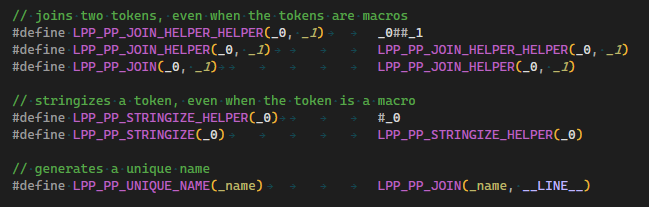 // joins two tokens, even when the tokens are macros
#define LPP_PP_JOIN_HELPER_HELPER(_0, _1) _0##_1
#define LPP_PP_JOIN_HELPER(_0, _1) LPP_PP_JOIN_HELPER_HELPER(_0, _1)
#define LPP_PP_JOIN(_0, _1) LPP_PP_JOIN_HELPER(_0, _1)

// stringizes a token, even when the token is a macro
#define LPP_PP_STRINGIZE_HELPER(_0) #_0
#define LPP_PP_STRINGIZE(_0) LPP_PP_STRINGIZE_HELPER(_0)

// generates a unique name
#define LPP_PP_UNIQUE_NAME(_name) LPP_PP_JOIN(_name, __LINE__)